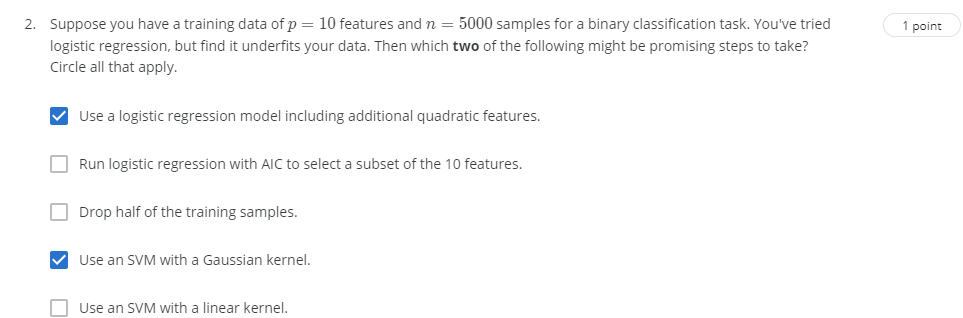 2. Suppose you have a training data of p = 10 features and n = 5000 samples for a binary classification task. You've tried
1 point
logistic regression, but find it underfits your data. Then which two of the following might be promising steps to take?
Circle all that apply.
Use a logistic regression model including additional quadratic features.
Run logistic regression with AIC to select a subset of the 10 features.
Drop half of the training samples.
Use an SVM with a Gaussian kernel.
Use an SVM with a linear kernel.